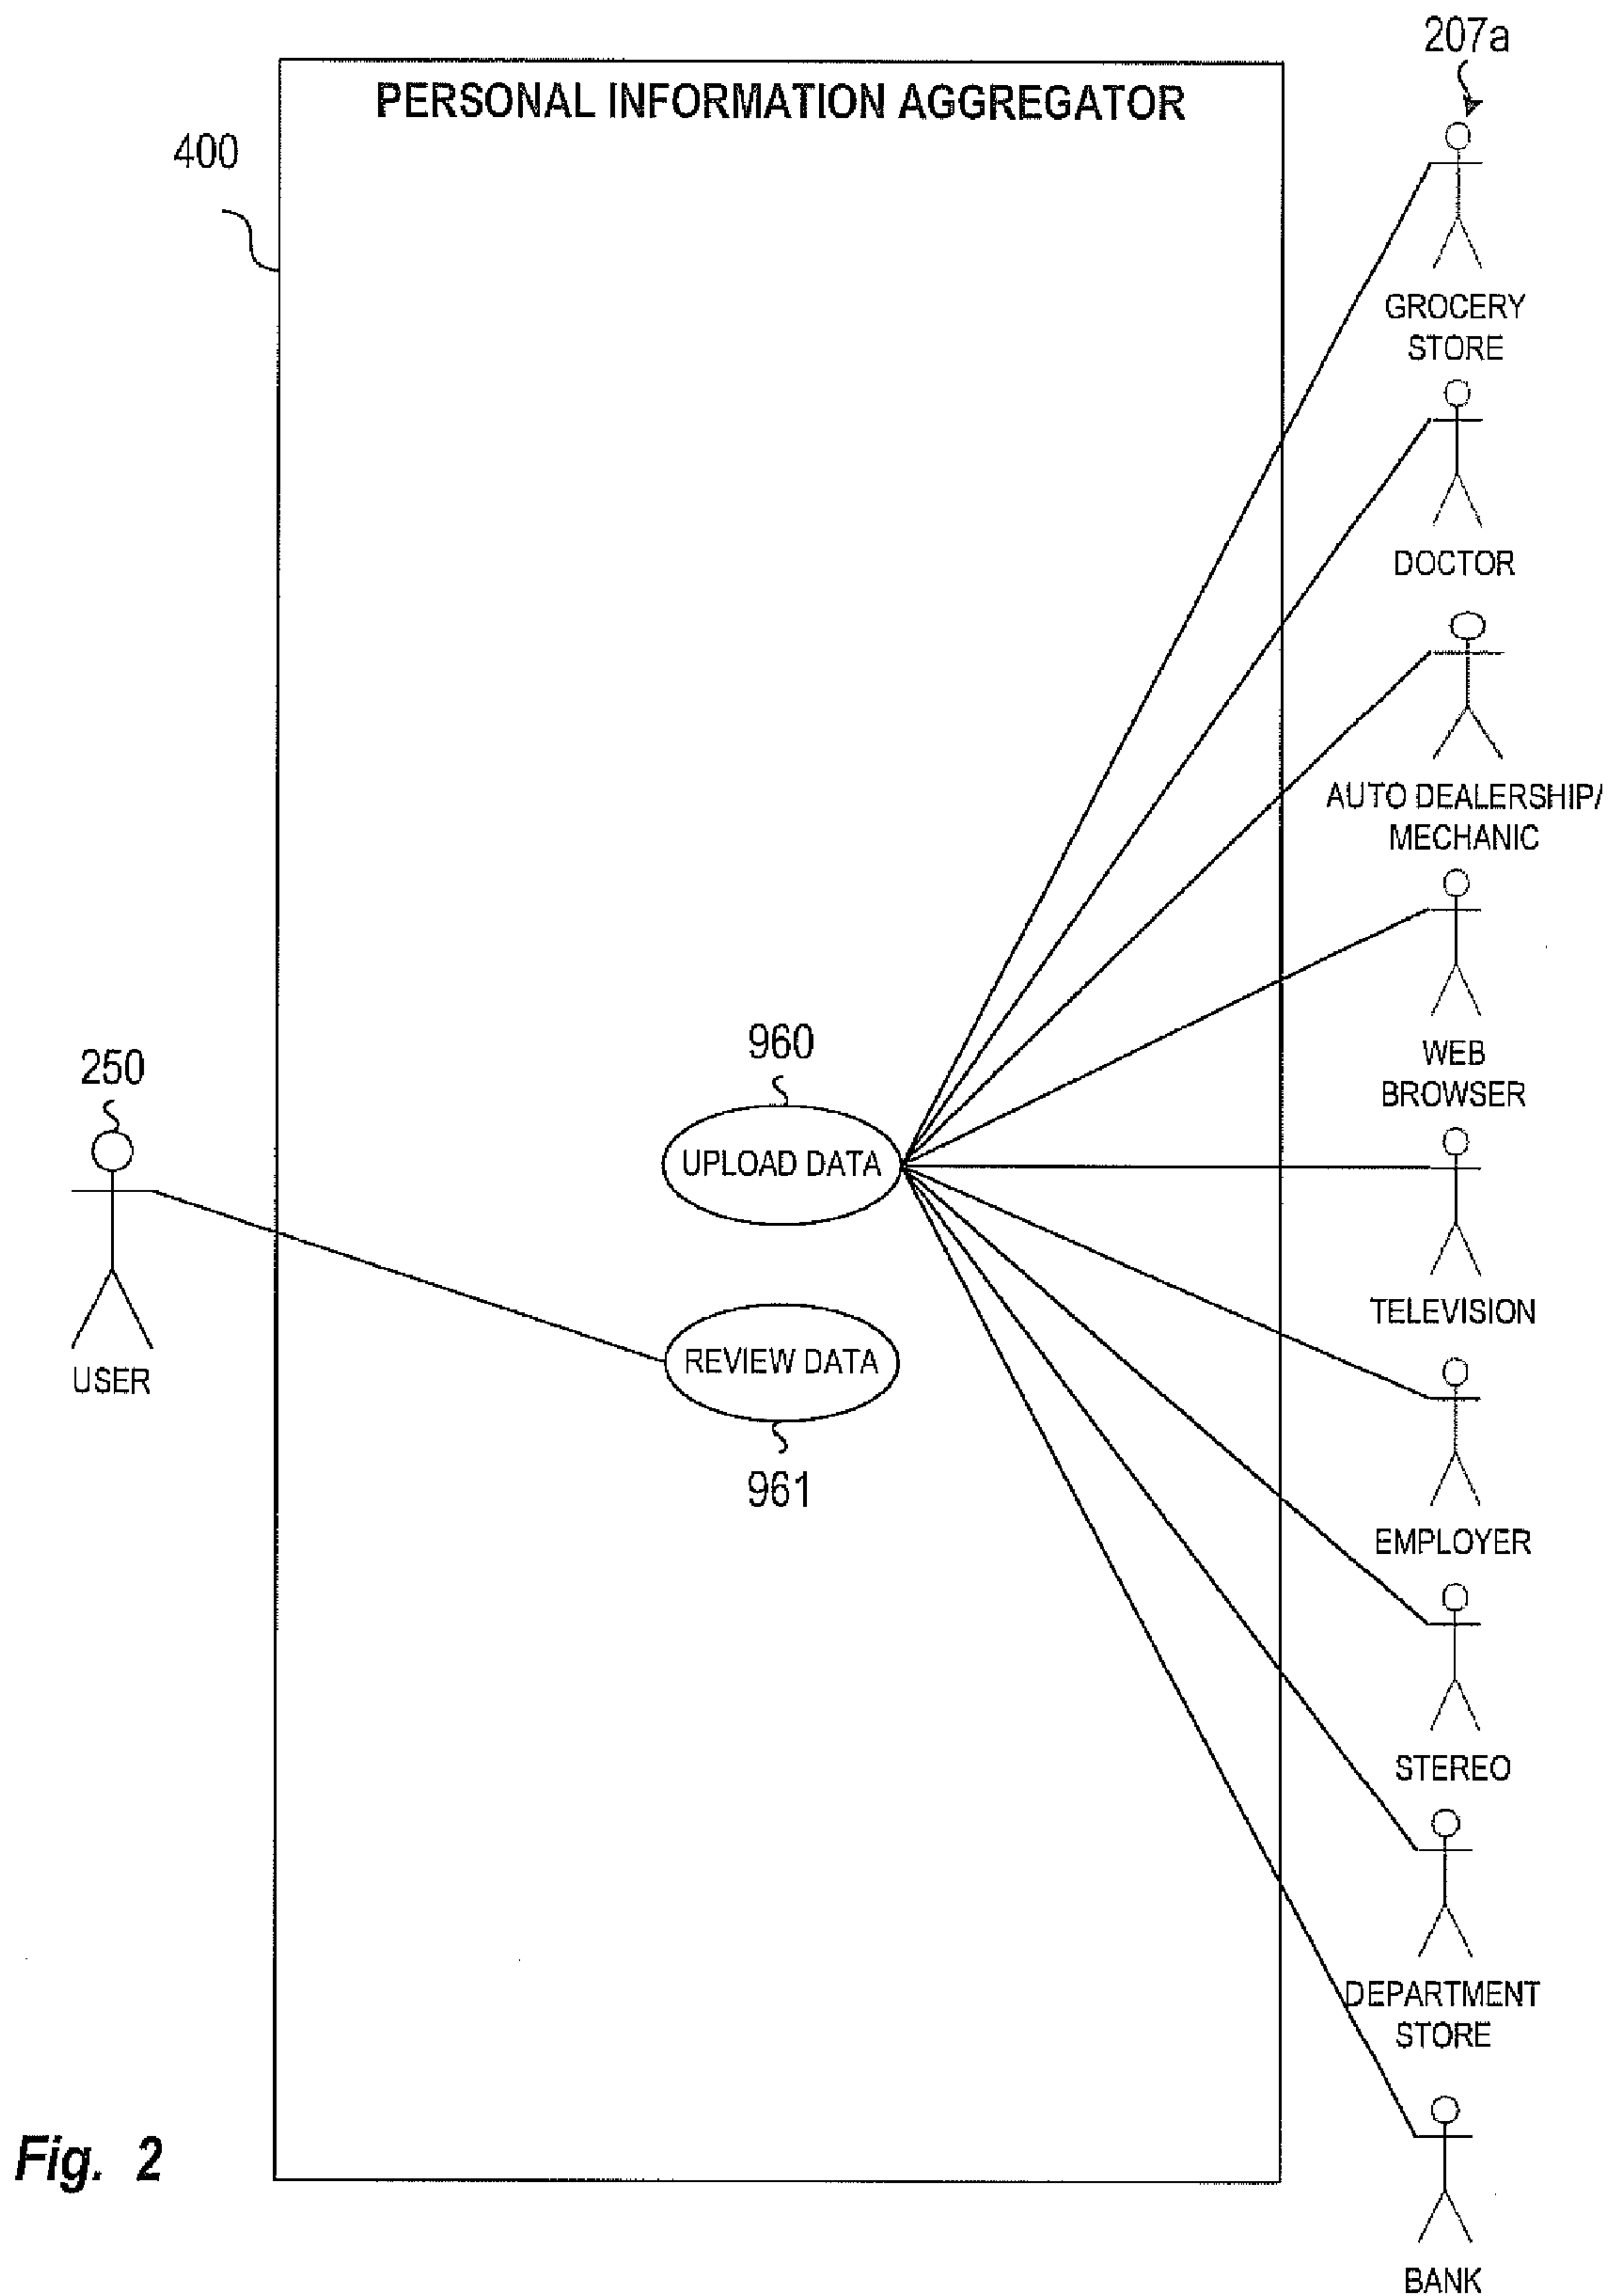 207a
PERSONAL INFORMATION AGGREGATOR
400
GROCERY
STORE
DOCTOR
AUTO DEALERSHIP/
MECHANIC
WEB
BROWSER
960
250
UPLOAD DATA
TELEVISION
USER
REVIEW DATA
961
EMPLOYER
STEREO
DEPARTMENT
STORE
Fig. 2
BANK